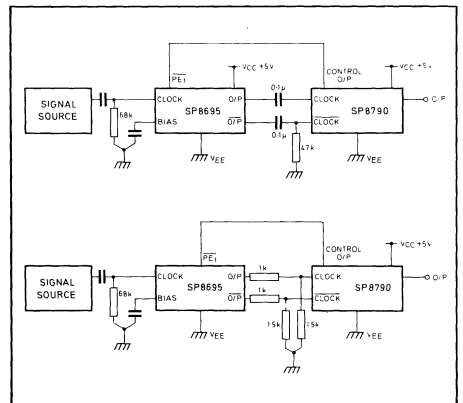 VCC +5V
VCC +5V
PE1
CONTROL
O/P
0·1μ
SIGNAL
SOURCE
CLOCK
O/P
CLOCK
SP8695
SP8790
68k
BIAS
O/P
0·1μ
CLOCK
47k
VEE
VEE
VCC +5V
PE1
CONTROL
O/P
1k
SIGNAL
SOURCE
CLOCK
O/P
CLOCK
O/P
SP8695
SP8790
68k
BIAS
O/P
1k
CLOCK
1·5k
VEE
VEE